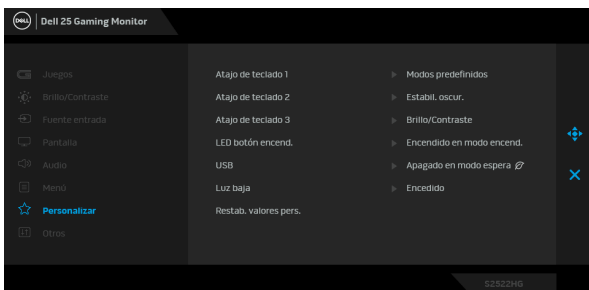 DELL Dell 25 Gaming Monitor
Juegos
Brillo/Contraste
Fuente entrada
Pantalla
Audio
Menú
Personalizar
Otros
Atajo de teclado 1 Modos predefinidos
Atajo de teclado 2 Estabil. oscur.
Atajo de teclado 3 Brillo/Contraste
LED botón encend. Encendido en modo encend.
USB Apagado en modo espera
Luz baja Encedido
Restab. valores pers.
S2522HG